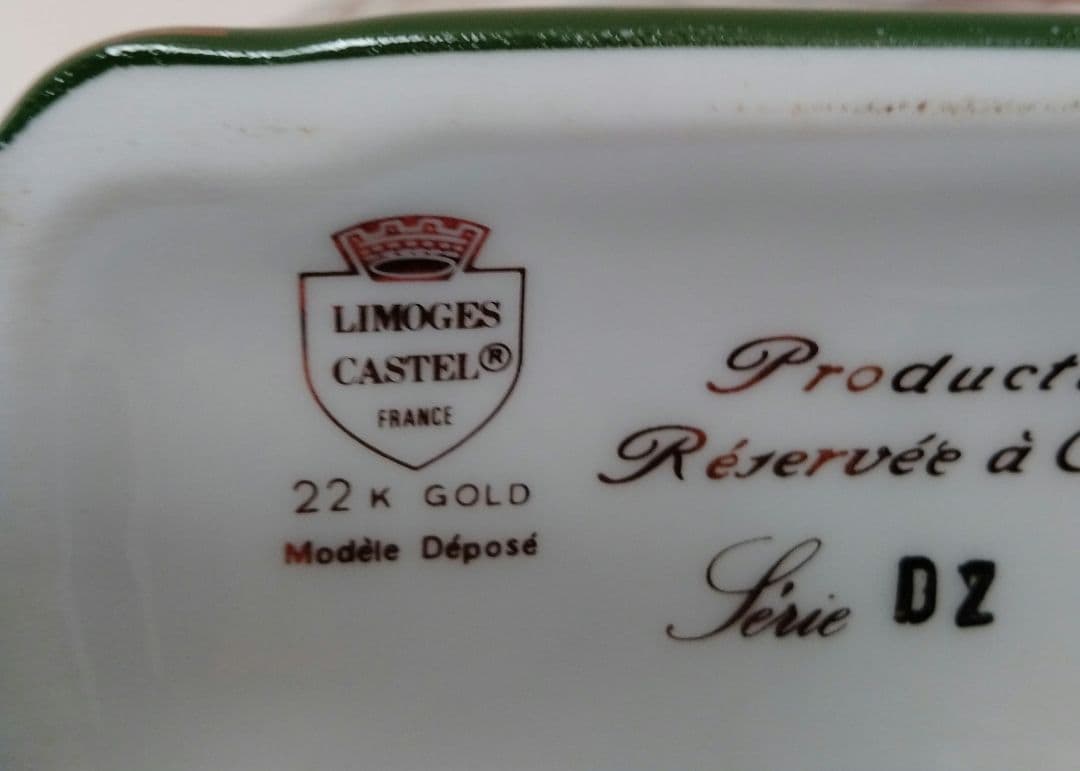 LIMOGES
CASTEL®
FRANCE
22 K GOLD
Modèle Déposé
Product
Réservée à
Série D2